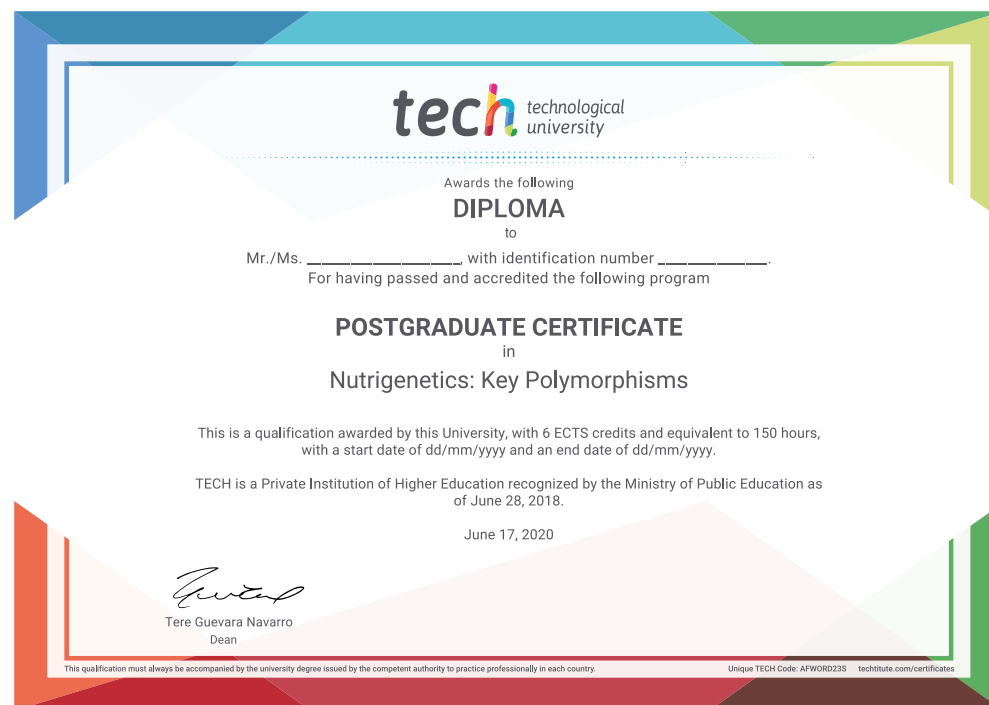 tech technological
university
Awards the following
DIPLOMA
to
Mr./Ms. ____________________, with identification number ______________.
For having passed and accredited the following program
POSTGRADUATE CERTIFICATE
in
Nutrigenetics: Key Polymorphisms
This is a qualification awarded by this University, with 6 ECTS credits and equivalent to 150 hours,
with a start date of dd/mm/yyyy and an end date of dd/mm/yyyy.
TECH is a Private Institution of Higher Education recognized by the Ministry of Public Education as
of June 28, 2018.
June 17, 2020
Tere Guevara Navarro
Dean
This qualification must always be accompanied by the university degree issued by the competent authority to practice professionally in each country.
Unique TECH Code: AFWORD23S techtitute.com/certificates